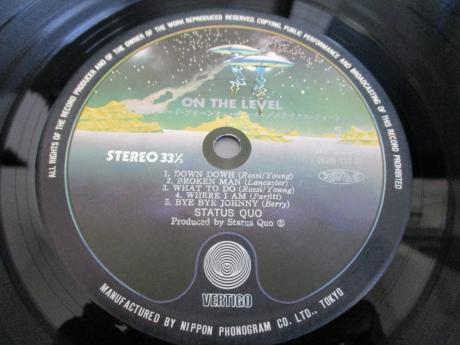 ALL RIGHTS OF THE RECORD PRODUCER AND OF THE OWNER OF THE WORK REPRODUCED RESERVED. COPYING, PUBLIC PERFORMANCE AND BROADCASTING OF THIS RECORD PROHIBITED
ON THE LEVEL
STEREO 33⅓
1. DOWN DOWH (Rossi/Young)
2. BROKEN MAN (Lancaster)
3. WHAT TO DO (Rossi/Young)
4. WHERE I AM (Parfitt)
5. BYE BYE JOHNNY (Berry)
STATUS QUO
Produced by Status Quo Ⓢ
VERTIGO
MANUFACTURED BY NIPPON PHONOGRAM CO. LTD., TOKYO